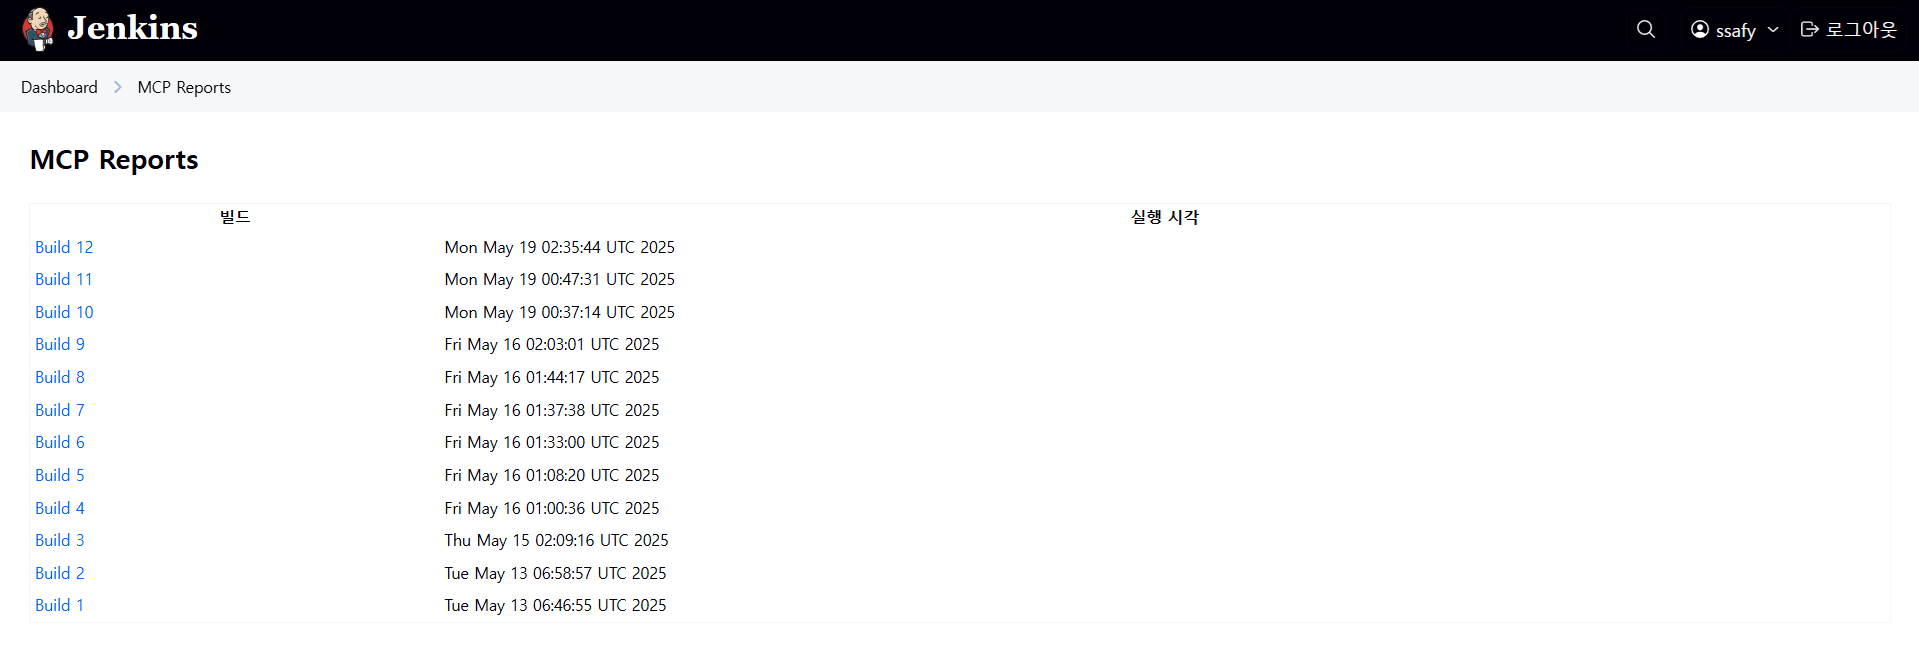 Jenkins ssafy 로그아웃
Dashboard MCP Reports
MCP Reports
빌드 실행 시각
Build 12 Mon May 19 02:35:44 UTC 2025
Build 11 Mon May 19 00:47:31 UTC 2025
Build 10 Mon May 19 00:37:14 UTC 2025
Build 9 Fri May 16 02:03:01 UTC 2025
Build 8 Fri May 16 01:44:17 UTC 2025
Build 7 Fri May 16 01:37:38 UTC 2025
Build 6 Fri May 16 01:33:00 UTC 2025
Build 5 Fri May 16 01:08:20 UTC 2025
Build 4 Fri May 16 01:00:36 UTC 2025
Build 3 Thu May 15 02:09:16 UTC 2025
Build 2 Tue May 13 06:58:57 UTC 2025
Build 1 Tue May 13 06:46:55 UTC 2025